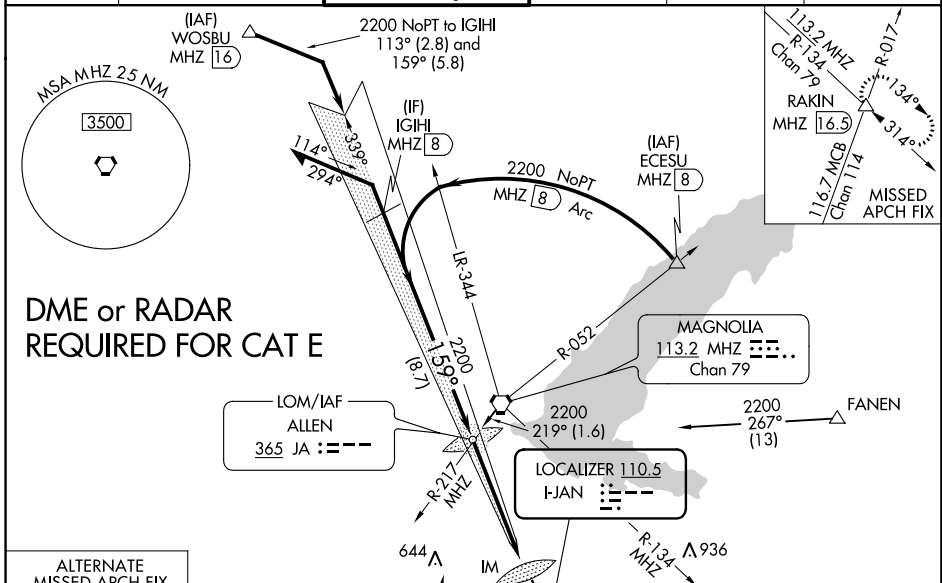 (IAF)
WOSBU
MHZ 16
2200 NoPT to IGIHI
113° (2.8) and
159° (5.8)
MSA MHZ 25 NM
3500
(IF)
IGIHI
MHZ 8
339°
114°
294°
2200 NoPT
MHZ 8 Arc
(IAF)
ECESU
MHZ 8
113.2 MHZ
R-134
Chan 79
R-017
RAKIN
MHZ 16.5
134°
314°
116.7 MCB
Chan 114
MISSED
APCH FIX
LR-344
DME or RADAR
REQUIRED FOR CAT E
2200
159°
(8.7)
R-052
MAGNOLIA
113.2 MHZ
Chan 79
LOM/IAF
ALLEN
365 JA
2200
219° (1.6)
2200
267°
(13)
FANEN
LOCALIZER 110.5
I-JAN
R-217
MHZ
R-134
MHZ
644
IM
936
ALTERNATE
MISSED APCH FIX